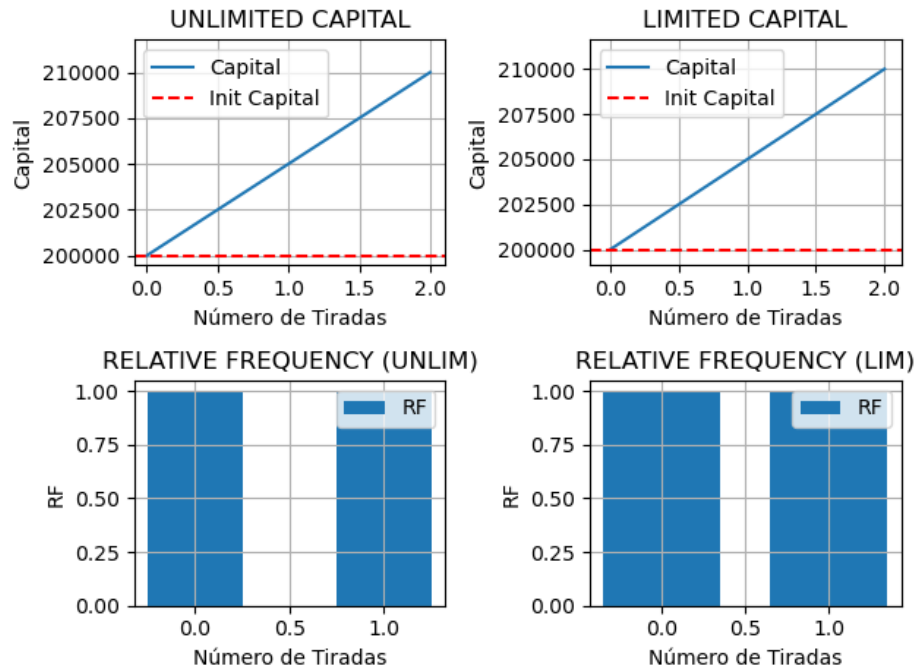 UNLIMITED CAPITAL
210000
207500
205000
202500
200000
Capital
Capital
Init Capital
0.0 0.5 1.0 1.5 2.0
Número de Tiradas
LIMITED CAPITAL
210000
207500
205000
202500
200000
Capital
Capital
Init Capital
0.0 0.5 1.0 1.5 2.0
Número de Tiradas
RELATIVE FREQUENCY (UNLIM)
1.00
0.75
0.50
0.25
0.00
RF
RF
0.0 0.5 1.0
Número de Tiradas
RELATIVE FREQUENCY (LIM)
1.00
0.75
0.50
0.25
0.00
RF
RF
0.0 0.5 1.0
Número de Tiradas